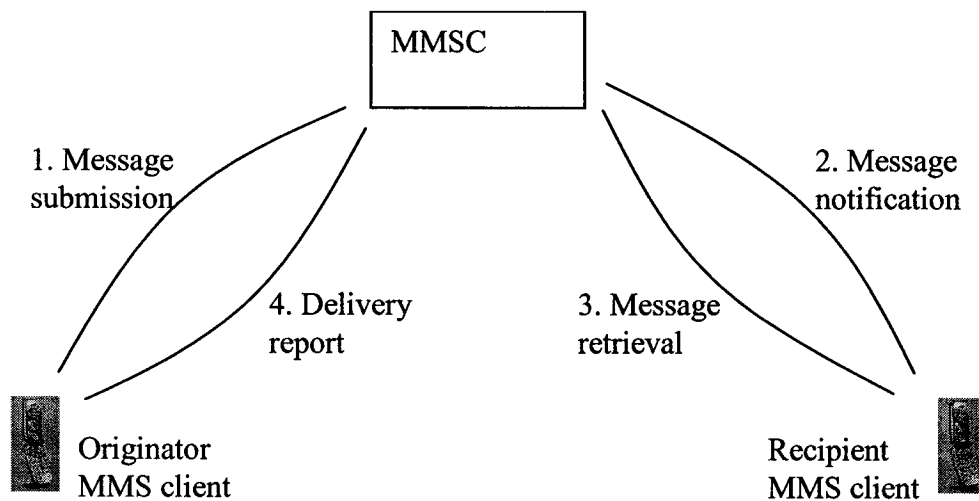 MMSC
1. Message
submission
2. Message
notification
4. Delivery
report
3. Message
retrieval
Originator
MMS client
Recipient
MMS client